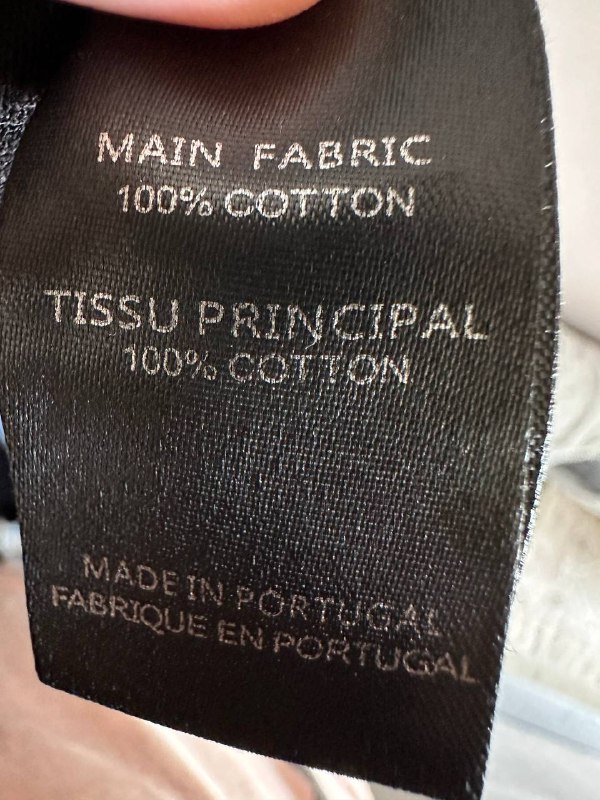 MAIN FABRIC
100% COTTON
TISSU PRINCIPAL
100% COTTON
MADE IN PORTUGAL
FABRIQUE EN PORTUGAL